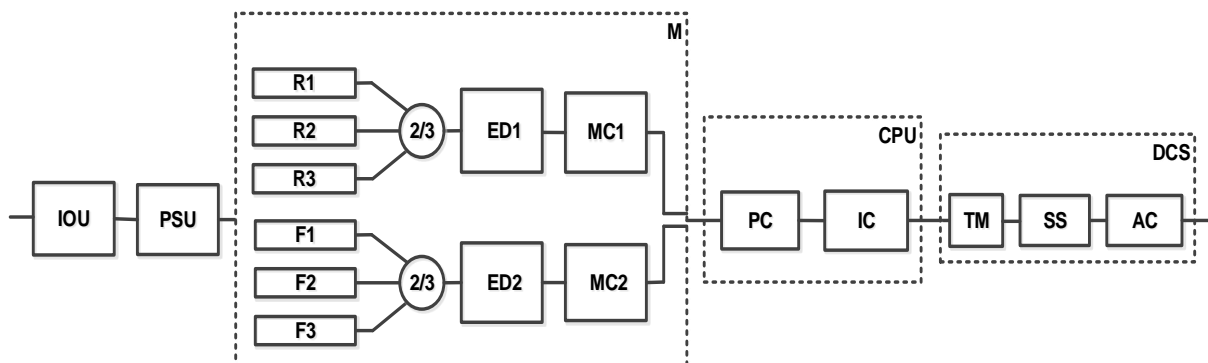 M
R1
R2
R3
2/3
ED1
MC1
CPU
DCS
IOU
PSU
PC
IC
TM
SS
AC
F1
F2
F3
2/3
ED2
MC2